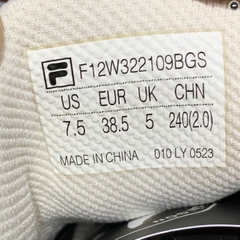 F F12W322109BGS
US EUR UK CHN
7.5 38.5 5 240(2.0)
MADE IN CHINA 010 LY 0523